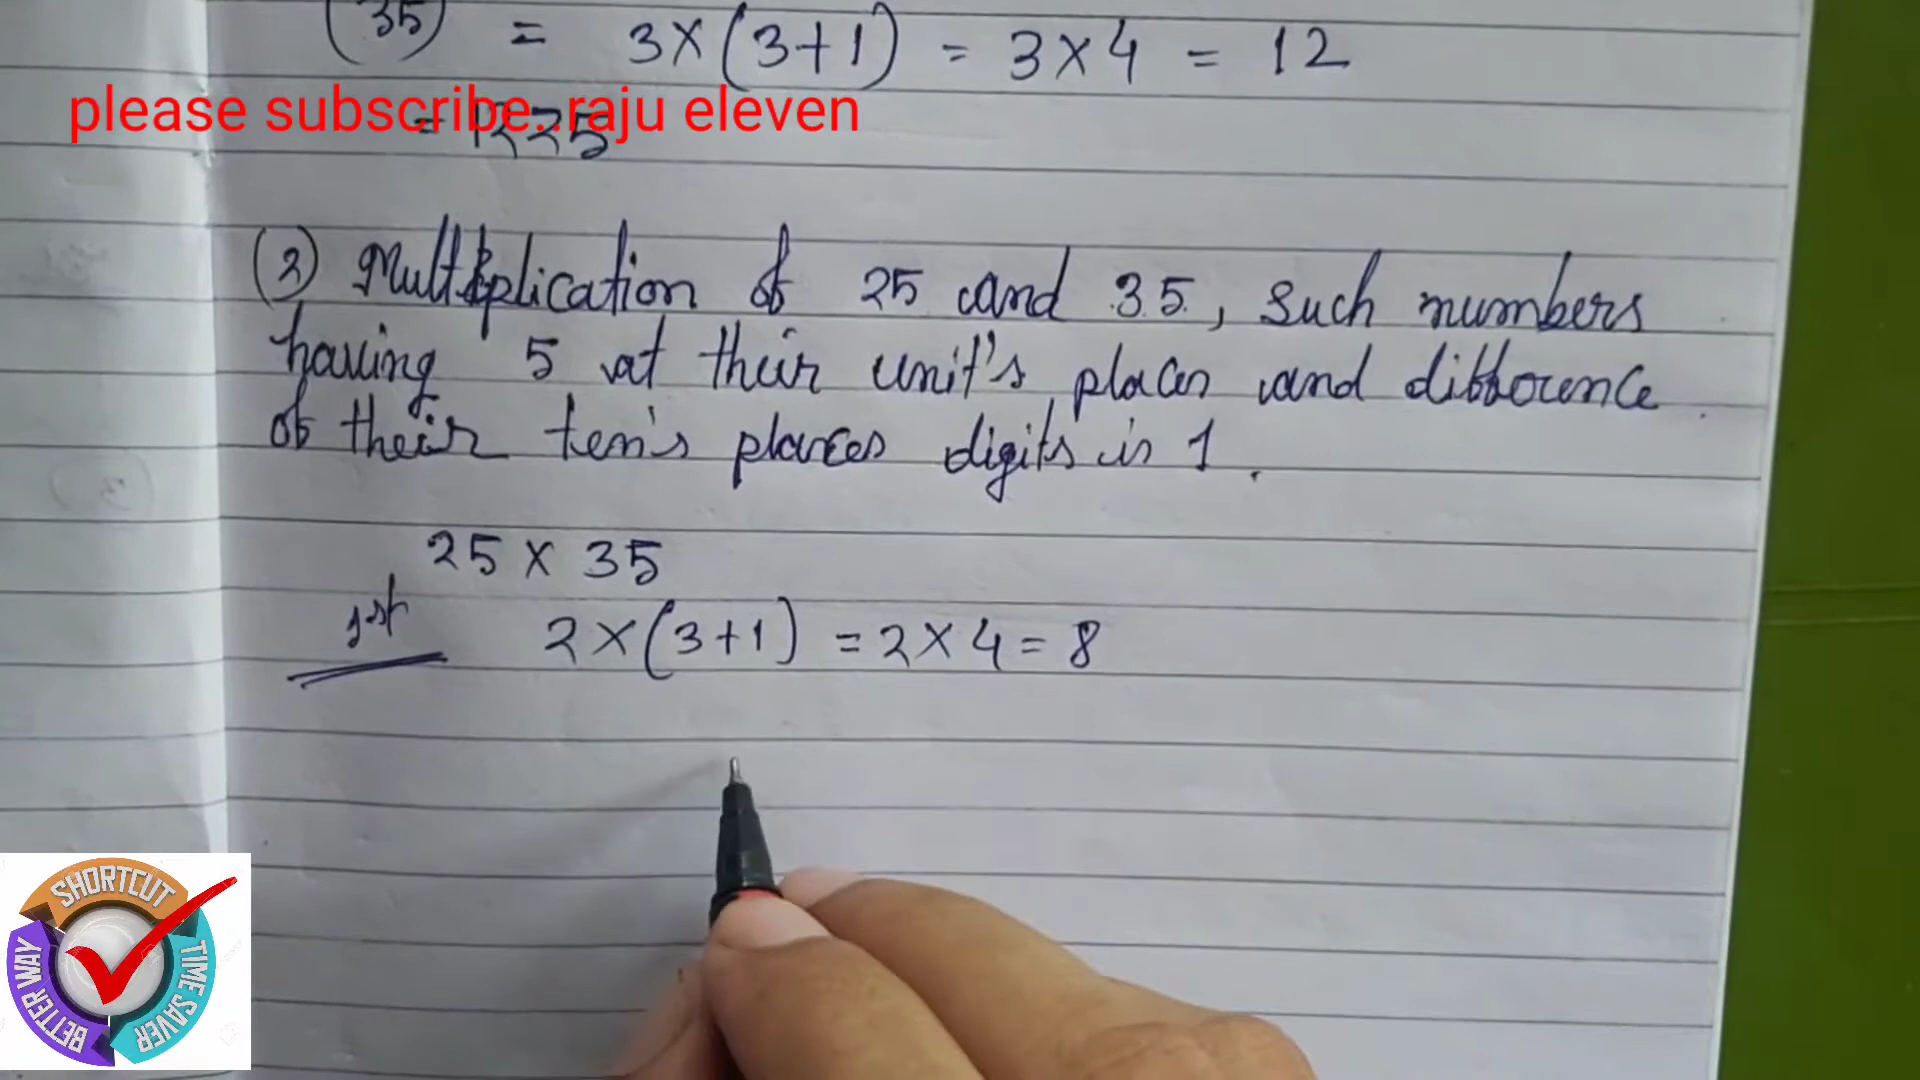 (35) = 3×(3+1) = 3×4 = 12
please subscribe..raju eleven
= 1225
(2) Multiplication of 25 and 35, such numbers
having 5 at their unit's places and difference
of their ten's places digits is 1.
25 × 35
1st 2×(3+1) = 2×4 = 8
SHORTCUT
BETTER WAY
TIME SAVER